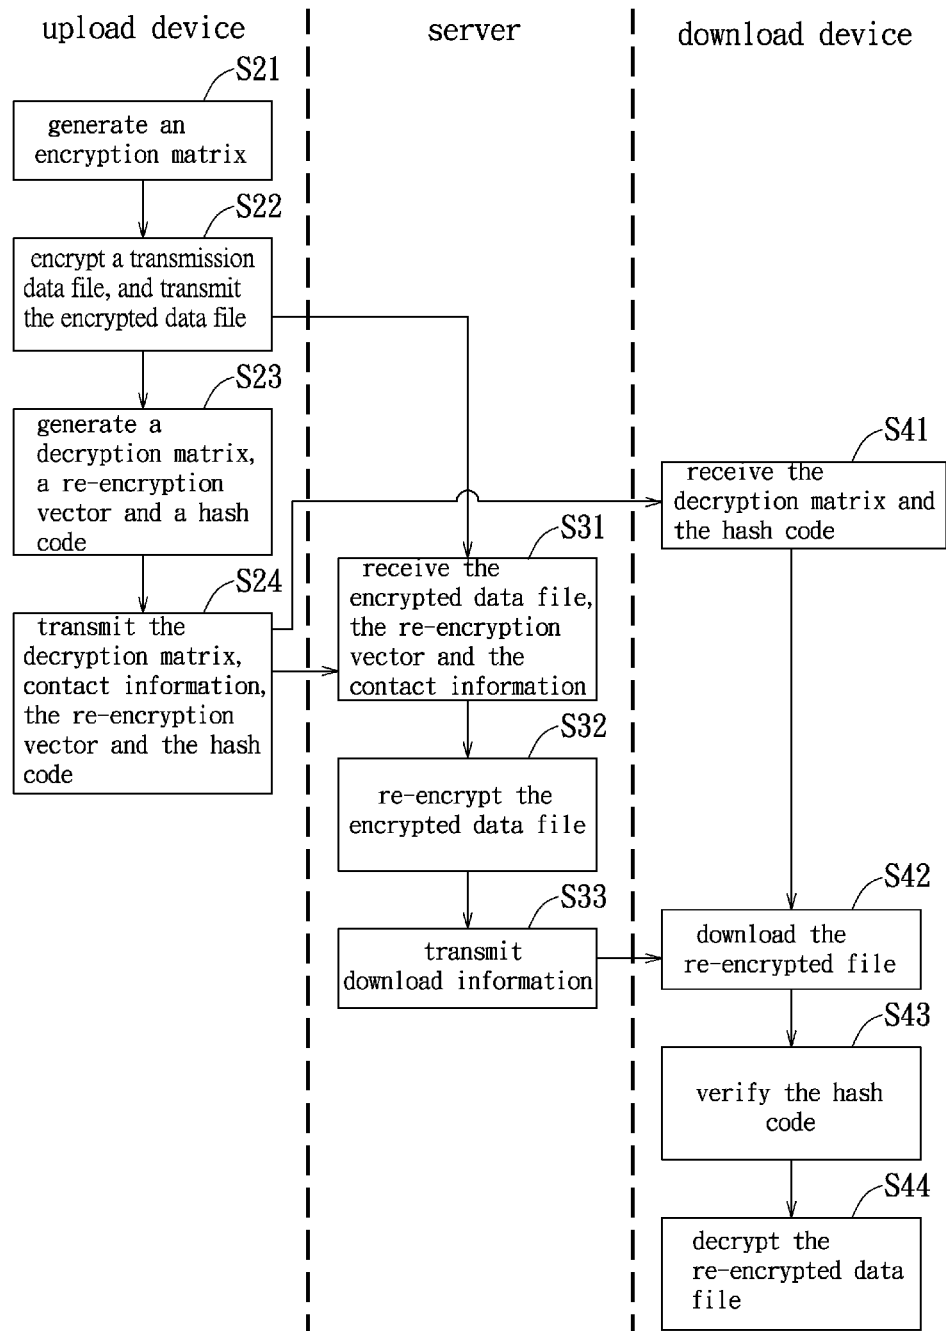 upload device
server
download device
S21
generate an
encryption matrix
S22
encrypt a transmission
data file, and transmit
the encrypted data file
S23
generate a
decryption matrix,
a re-encryption
vector and a hash
code
S24
transmit the
decryption matrix,
contact information,
the re-encryption
vector and the hash
code
S31
receive the
encrypted data file,
the re-encryption
vector and the
contact information
S32
re-encrypt the
encrypted data file
S33
transmit
download information
S41
receive the
decryption matrix and
the hash code
S42
download the
re-encrypted file
S43
verify the hash
code
S44
decrypt the
re-encrypted data
file